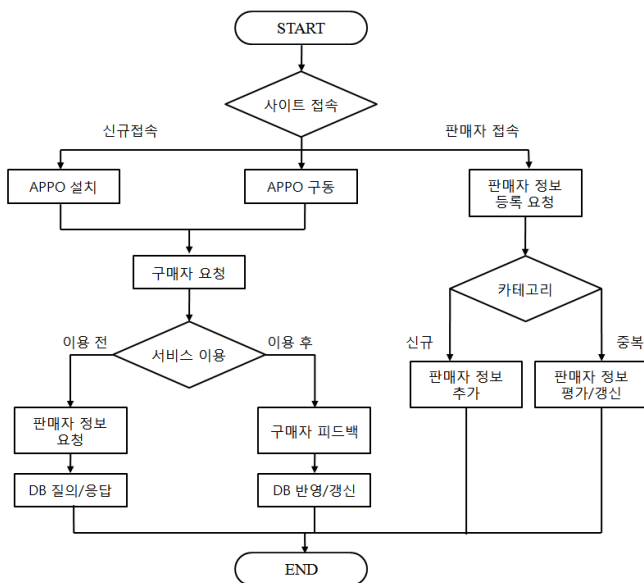 START
사이트 접속
신규접속
판매자 접속
APPO 설치
APPO 구동
판매자 정보
등록 요청
구매자 요청
카테고리
이용 전
서비스 이용
이용 후
신규
중복
판매자 정보
추가
판매자 정보
평가/갱신
판매자 정보
요청
구매자 피드백
DB 질의/응답
DB 반영/갱신
END